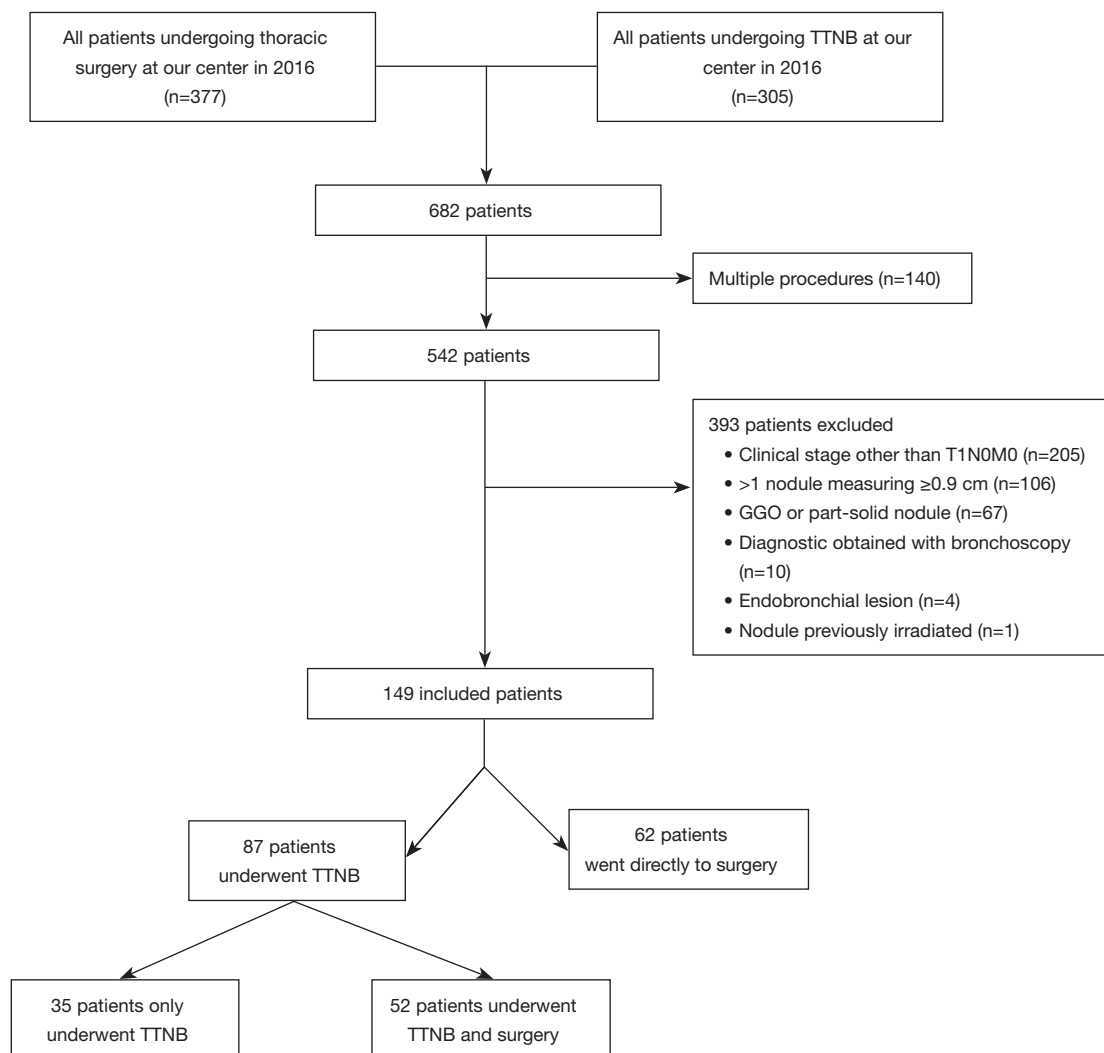 All patients undergoing thoracic
surgery at our center in 2016
(n=377)
All patients undergoing TTNB at our
center in 2016
(n=305)
682 patients
Multiple procedures (n=140)
542 patients
393 patients excluded
• Clinical stage other than T1N0M0 (n=205)
• >1 nodule measuring ≥0.9 cm (n=106)
• GGO or part-solid nodule (n=67)
• Diagnostic obtained with bronchoscopy
(n=10)
• Endobronchial lesion (n=4)
• Nodule previously irradiated (n=1)
149 included patients
87 patients
underwent TTNB
62 patients
went directly to surgery
35 patients only
underwent TTNB
52 patients underwent
TTNB and surgery